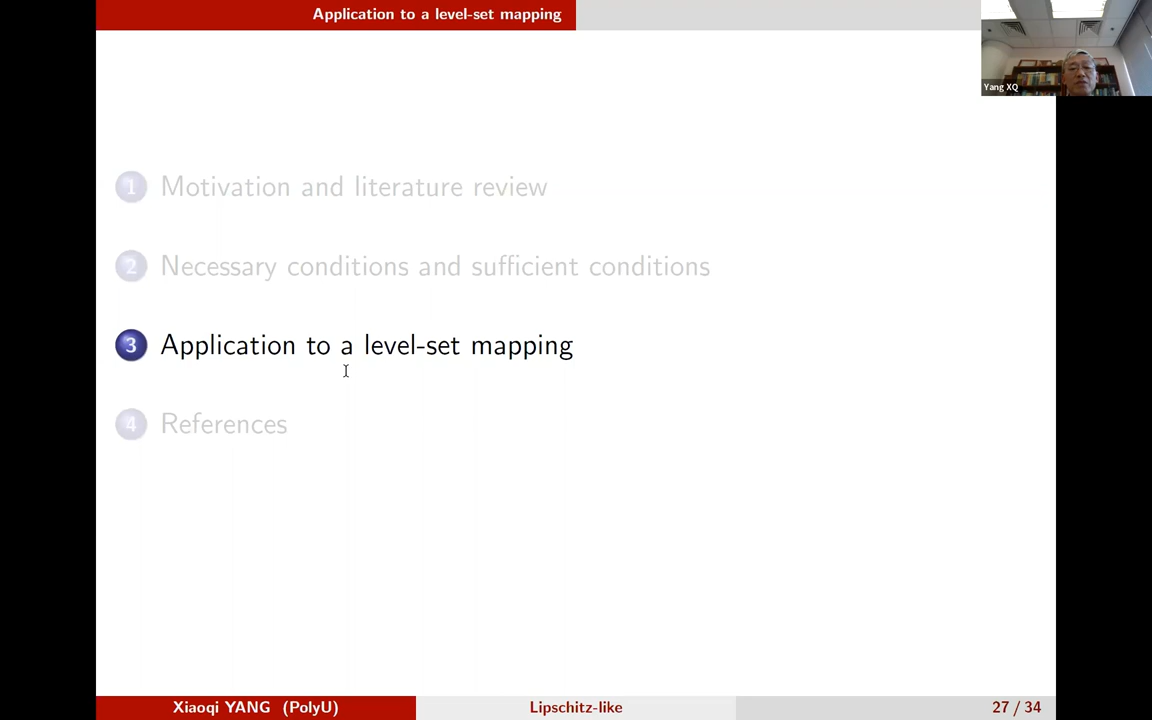 Application to a level-set mapping
Yang XQ
1 Motivation and literature review
2 Necessary conditions and sufficient conditions
3 Application to a level-set mapping
4 References
Xiaoqi YANG (PolyU)
Lipschitz-like
27 / 34